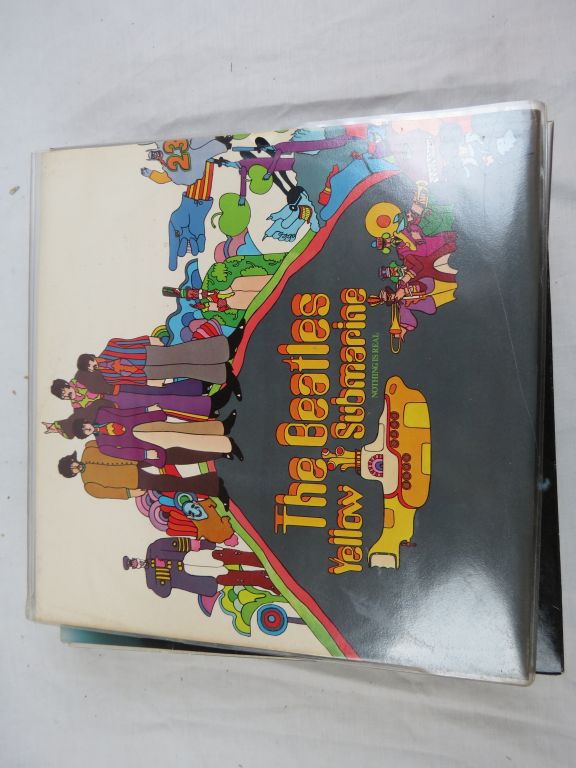 23
The Beatles
Yellow Submarine
NOTHING IS REAL